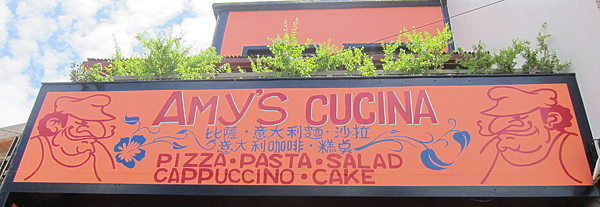 AMY'S CUCINA
比薩·意大利麵·沙拉
意大利咖啡·糕点
PIZZA·PASTA·SALAD
CAPPUCCINO·CAKE